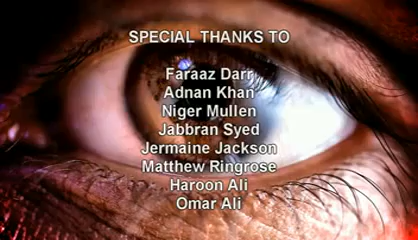 SPECIAL THANKS TO
Faraaz Darr
Adnan Khan
Niger Mullen
Jabbran Syed
Jermaine Jackson
Matthew Ringrose
Haroon Ali
Omar Ali